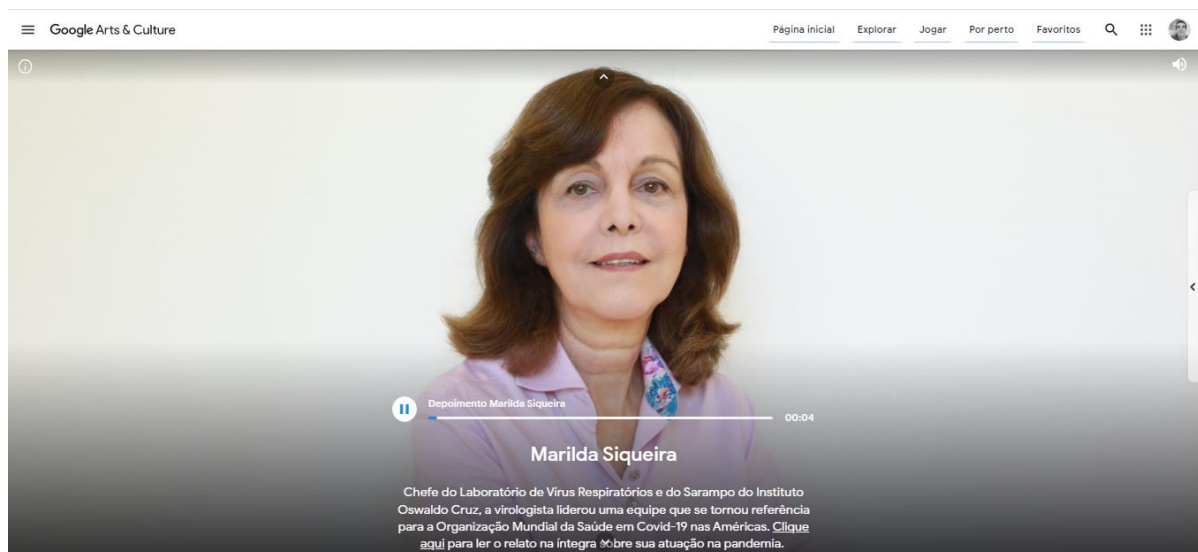 Google Arts & Culture
Página inicial Explorar Jogar Por perto Favoritos
Depoimento Marilda Siqueira
00:04
Marilda Siqueira
Chefe do Laboratório de Vírus Respiratórios e do Sarampo do Instituto
Oswaldo Cruz, a virologista liderou uma equipe que se tornou referência
para a Organização Mundial da Saúde em Covid-19 nas Américas. Clique
aqui para ler o relato na íntegra sobre sua atuação na pandemia.